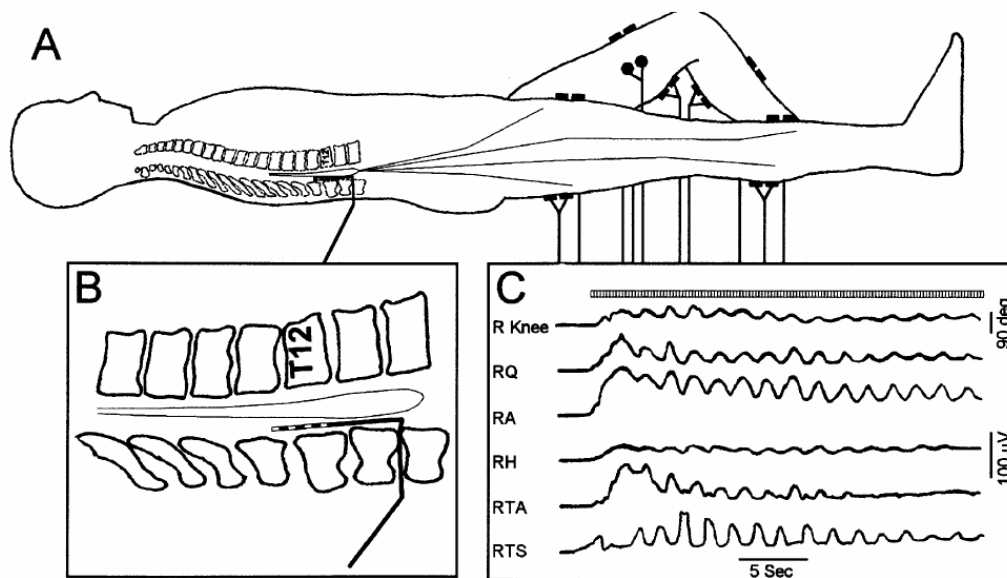 A
T12
B
T12
C
R Knee
90 deg
RQ
RA
RH
100 µV
RTA
RTS
5 Sec